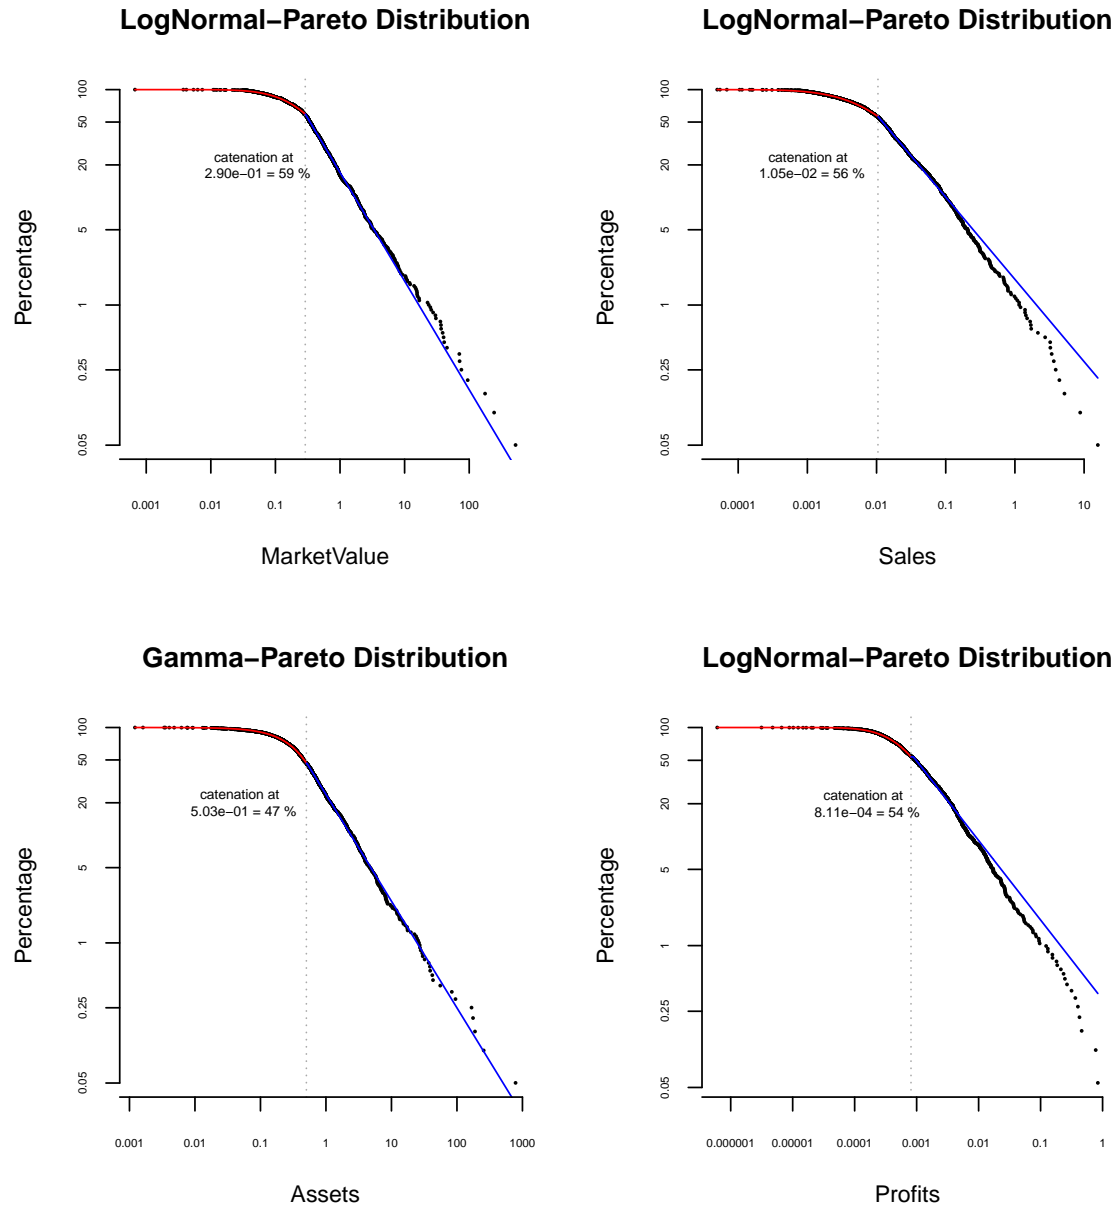 LogNormal−Pareto Distribution
100
50
20
5
1
0.25
0.05
Percentage
catenation at
2.90e−01 = 59 %
0.001 0.01 0.1 1 10 100
MarketValue
LogNormal−Pareto Distribution
100
50
20
5
1
0.25
0.05
Percentage
catenation at
1.05e−02 = 56 %
0.0001 0.001 0.01 0.1 1 10
Sales
Gamma−Pareto Distribution
100
50
20
5
1
0.25
0.05
Percentage
catenation at
5.03e−01 = 47 %
0.001 0.01 0.1 1 10 100 1000
Assets
LogNormal−Pareto Distribution
100
50
20
5
1
0.25
0.05
Percentage
catenation at
8.11e−04 = 54 %
0.000001 0.00001 0.0001 0.001 0.01 0.1 1
Profits